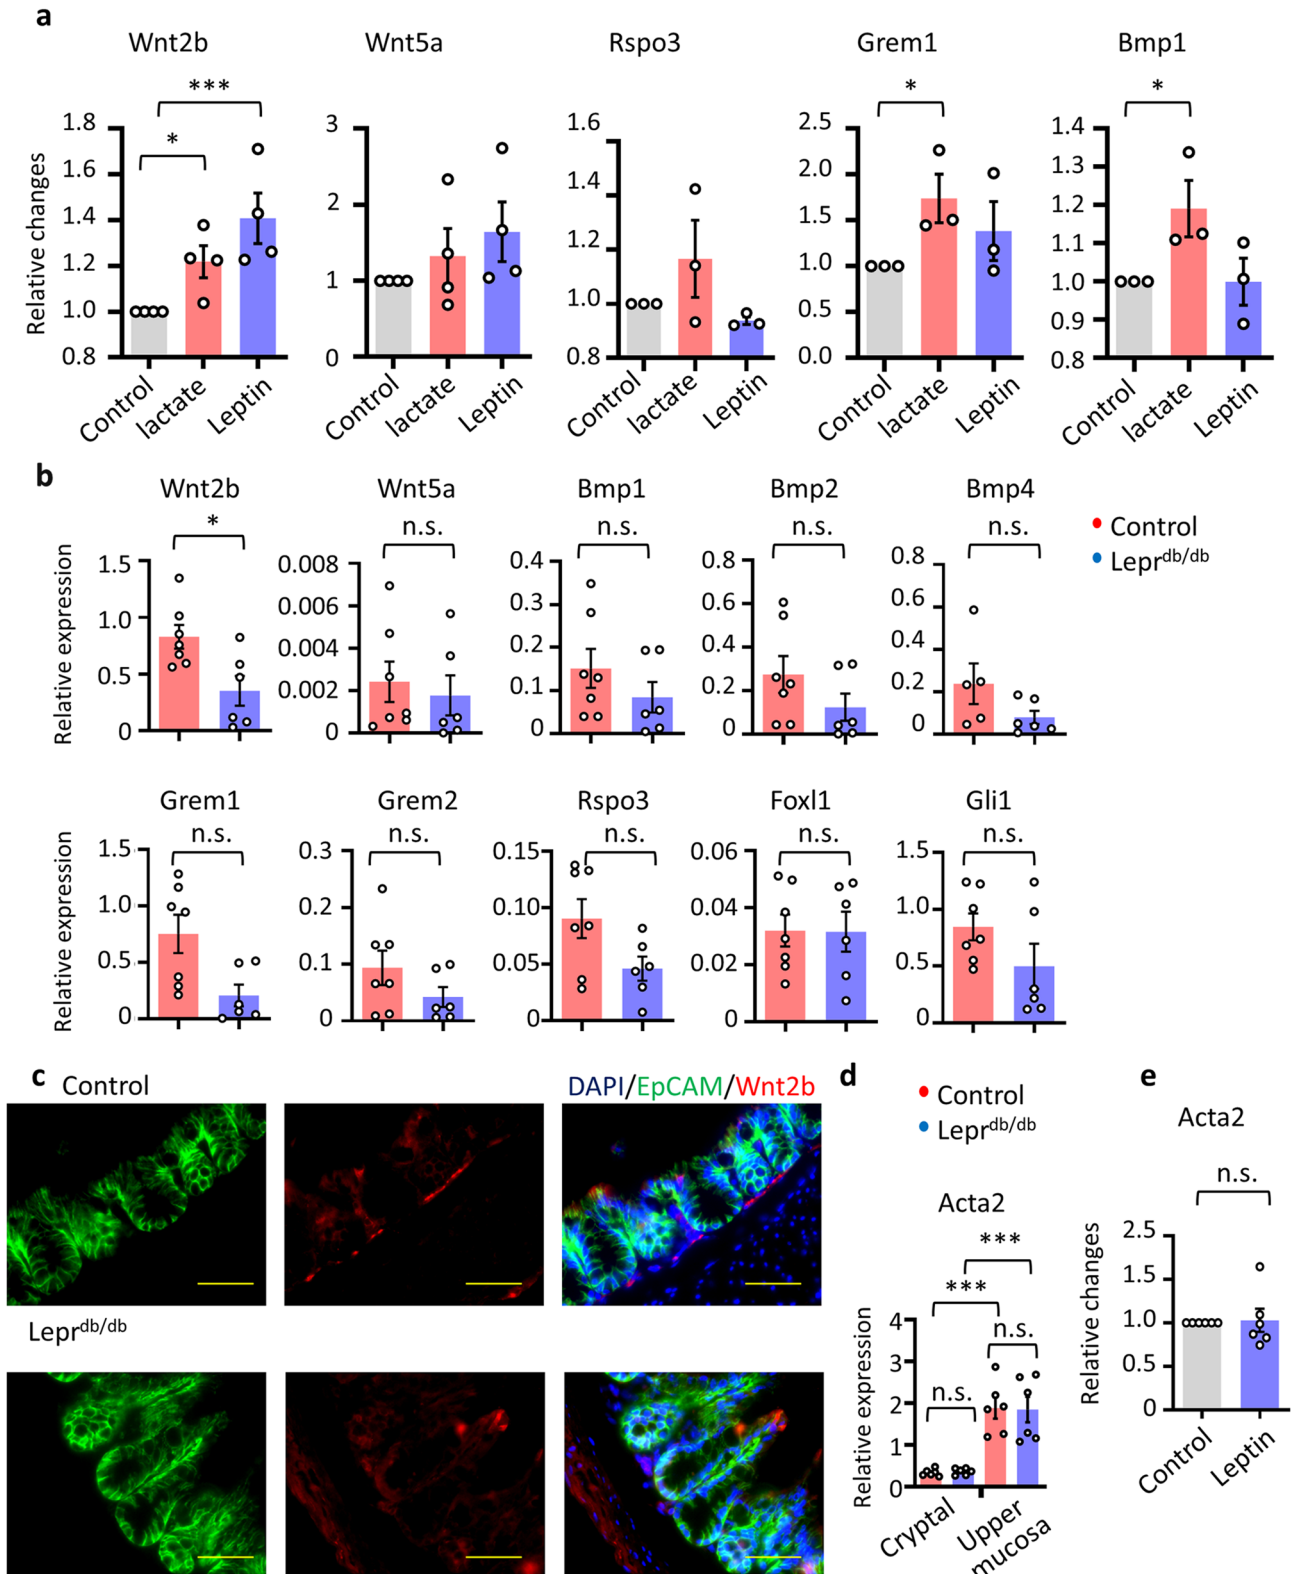 a
Wnt2b Wnt5a Rspo3 Grem1 Bmp1
*** * * *
Relative changes
1.8 1.6 1.4 1.2 1.0 0.8
3 2 1 0
1.6 1.4 1.2 1.0 0.8
2.5 2.0 1.5 1.0 0.5 0.0
1.4 1.3 1.2 1.1 1.0 0.9 0.8
Control lactate Leptin Control lactate Leptin Control lactate Leptin Control lactate Leptin Control lactate Leptin
b
Wnt2b Wnt5a Bmp1 Bmp2 Bmp4
* n.s. n.s. n.s. n.s.
Control
Lepr^db/db
Relative expression
1.5 1.0 0.5 0
0.008 0.006 0.004 0.002 0
0.4 0.3 0.2 0.1 0
0.8 0.6 0.4 0.2 0
0.8 0.6 0.4 0.2 0
Grem1 Grem2 Rspo3 Foxl1 Gli1
n.s. n.s. n.s. n.s. n.s.
Relative expression
1.5 1.0 0.5 0
0.3 0.2 0.1 0
0.15 0.10 0.05 0
0.06 0.04 0.02 0
1.5 1.0 0.5 0
c
Control
DAPI/EpCAM/Wnt2b
Lepr^db/db
d
Control
Lepr^db/db
Acta2
***
***
n.s.
n.s.
Relative expression
4 3 2 1 0
Cryptal Upper mucosa
e
Acta2
n.s.
Relative changes
2.5 1.5 1.0 0.5 0
Control Leptin